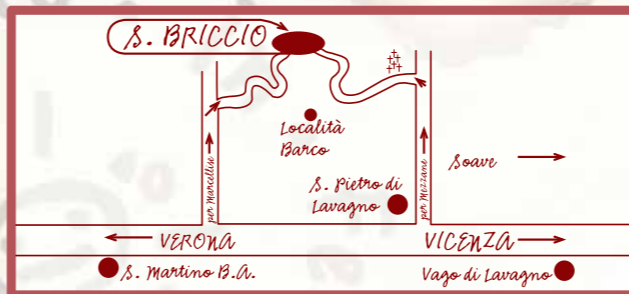 S. BRICCIO
Località
Barco
S. Pietro di
Lavagno
Soave
per Marcellise
per Mezzane
VERONA
VICENZA
S. Martino B.A.
Vago di Lavagno